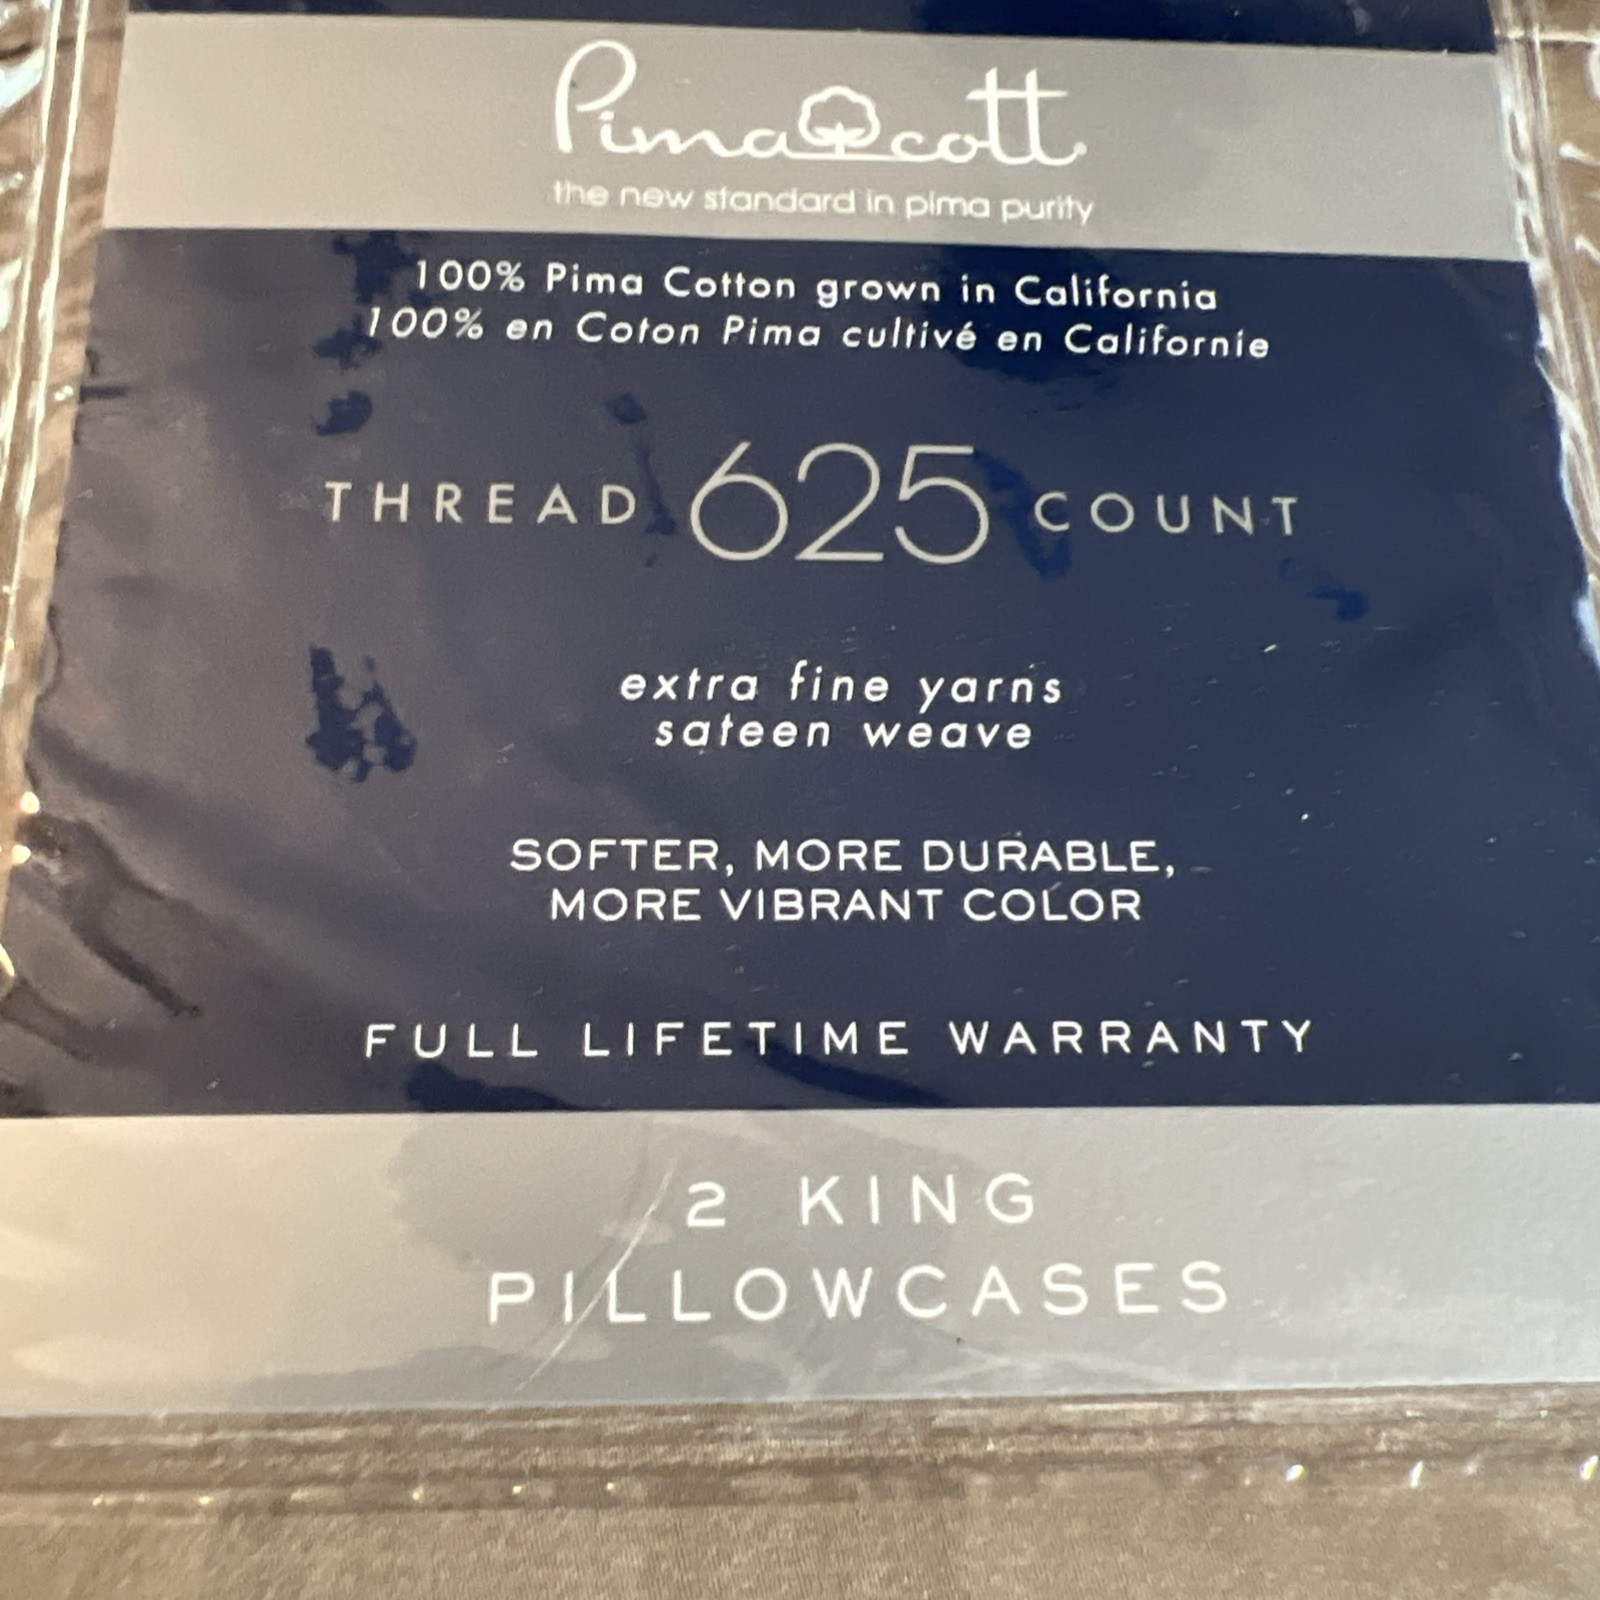 Pimacott
the new standard in pima purity
100% Pima Cotton grown in California
100% en Coton Pima cultivé en Californie
THREAD 625 COUNT
extra fine yarns
sateen weave
SOFTER, MORE DURABLE,
MORE VIBRANT COLOR
FULL LIFETIME WARRANTY
2 KING
PILLOWCASES